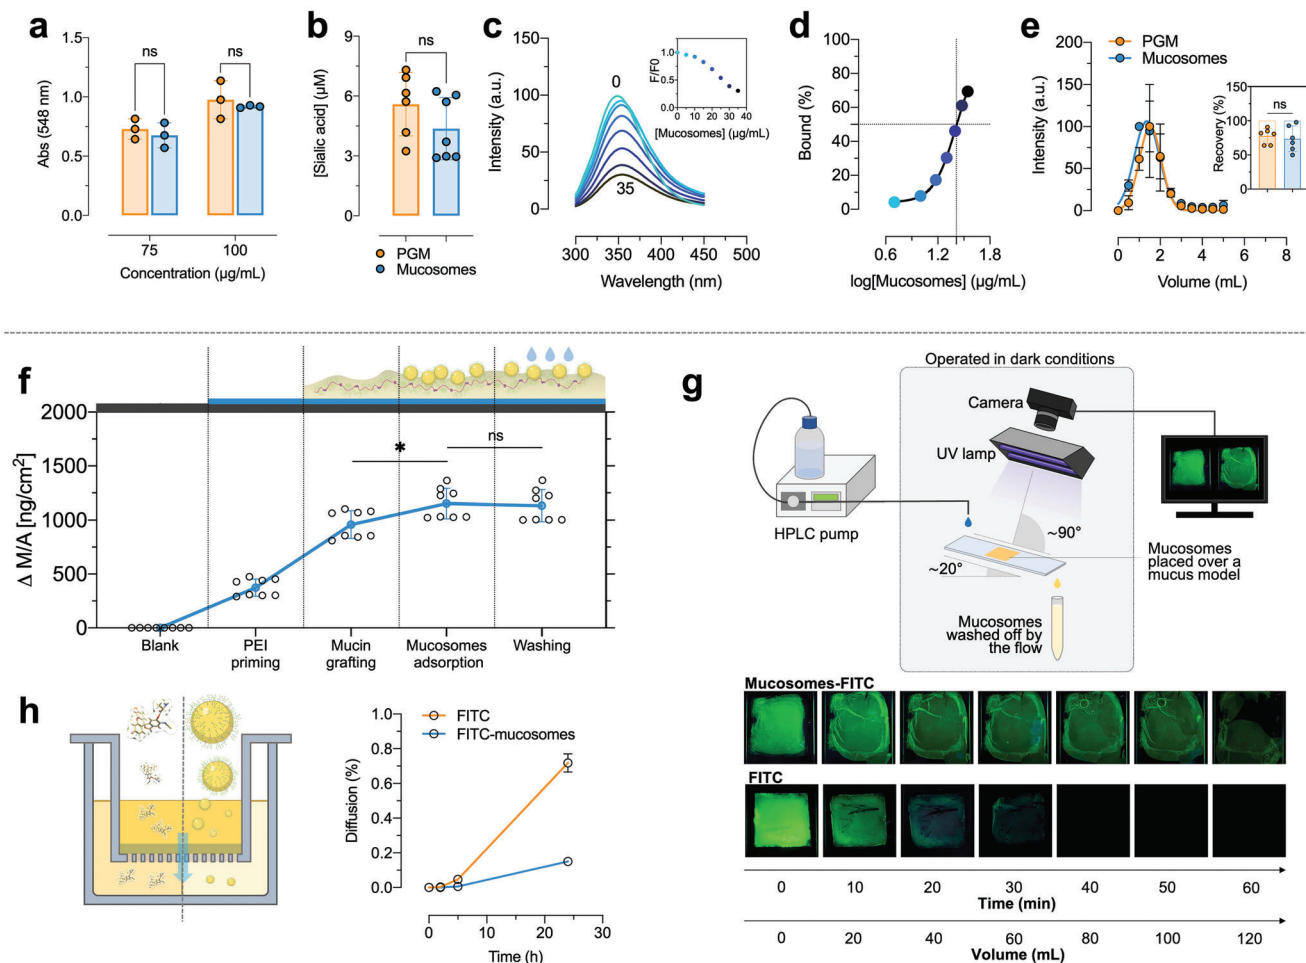 a
1.5
1.0
0.5
0.0
Abs (548 nm)
ns
ns
75
100
Concentration (µg/mL)
b
9
6
3
0
[Sialic acid] (µM)
ns
PGM
Mucosomes
c
150
100
50
0
Intensity (a.u.)
0
35
300 350 400 450 500
Wavelength (nm)
F/F0
1.0
0.5
0.0
0 5 10 15 20 25 30 35
[Mucosomes] (µg/mL)
d
100
80
60
40
20
0
Bound (%)
0.6 1.2 1.8
log[Mucosomes] (µg/mL)
e
PGM
Mucosomes
200
150
100
50
0
Intensity (a.u.)
0 2 4 6 8
Volume (mL)
ns
150
100
50
0
Recovery (%)
f
2000
1500
1000
500
0
Δ M/A [ng/cm²]
*
ns
Blank
PEI
priming
Mucin
grafting
Mucosomes
adsorption
Washing
g
Operated in dark conditions
Camera
UV lamp
HPLC pump
~90°
~20°
Mucosomes
placed over a
mucus model
Mucosomes
washed off by
the flow
Mucosomes-FITC
FITC
0 10 20 30 40 50 60
Time (min)
0 20 40 60 80 100 120
Volume (mL)
h
FITC
FITC-mucosomes
1.0
0.8
0.6
0.4
0.2
0.0
Diffusion (%)
0 10 20 30
Time (h)